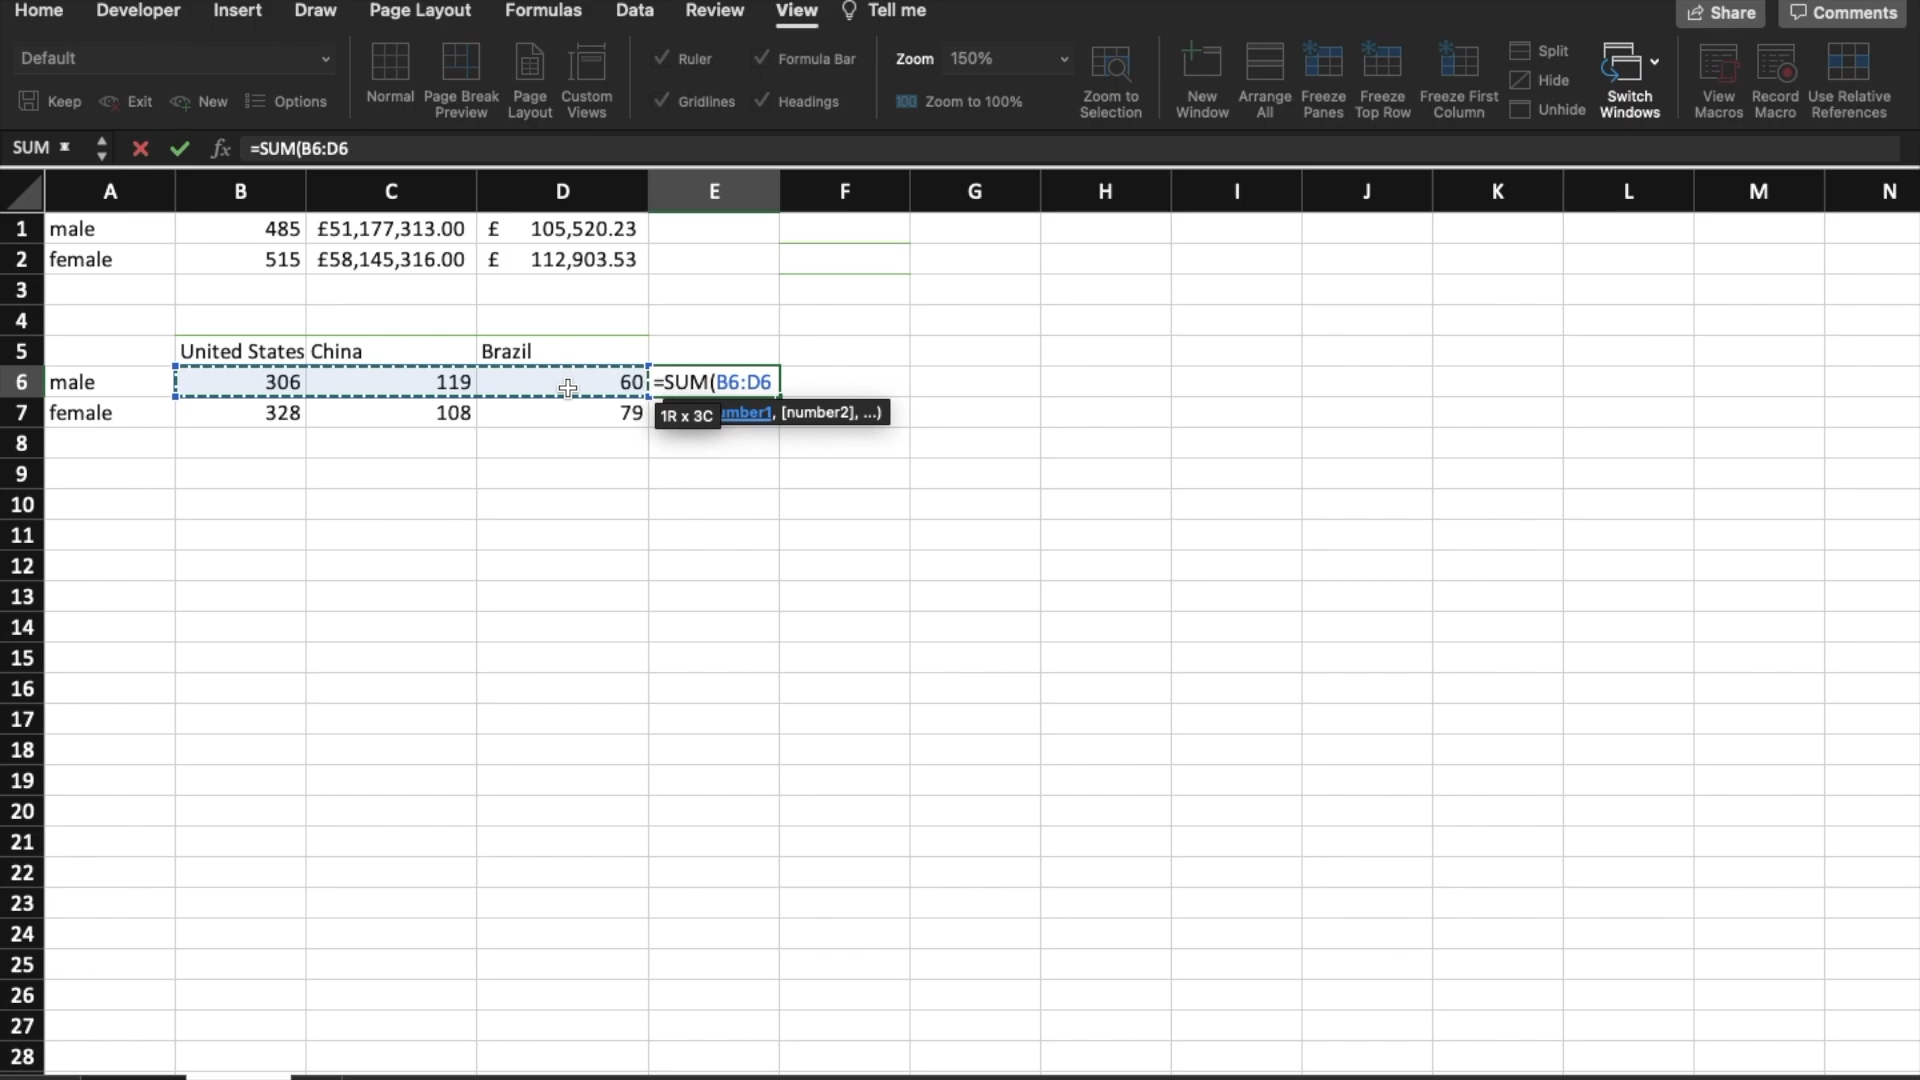 Home Developer Insert Draw Page Layout Formulas Data Review View Tell me Share Comments
Default Ruler Formula Bar Zoom 150% Split
Keep Exit New Options Normal Page Break Preview Page Layout Custom Views Gridlines Headings 100 Zoom to 100% Zoom to Selection New Window Arrange All Freeze Panes Freeze Top Row Freeze First Column Hide Unhide Switch Windows View Macros Record Macro Use Relative References
SUM fx =SUM(B6:D6
A B C D E F G H I J K L M N
1 male 485 £51,177,313.00 £ 105,520.23
2 female 515 £58,145,316.00 £ 112,903.53
3
4
5 United States China Brazil
6 male 306 119 60 =SUM(B6:D6
7 female 328 108 79 1R x 3C umber1, [number2], ...)
8
9
10
11
12
13
14
15
16
17
18
19
20
21
22
23
24
25
26
27
28